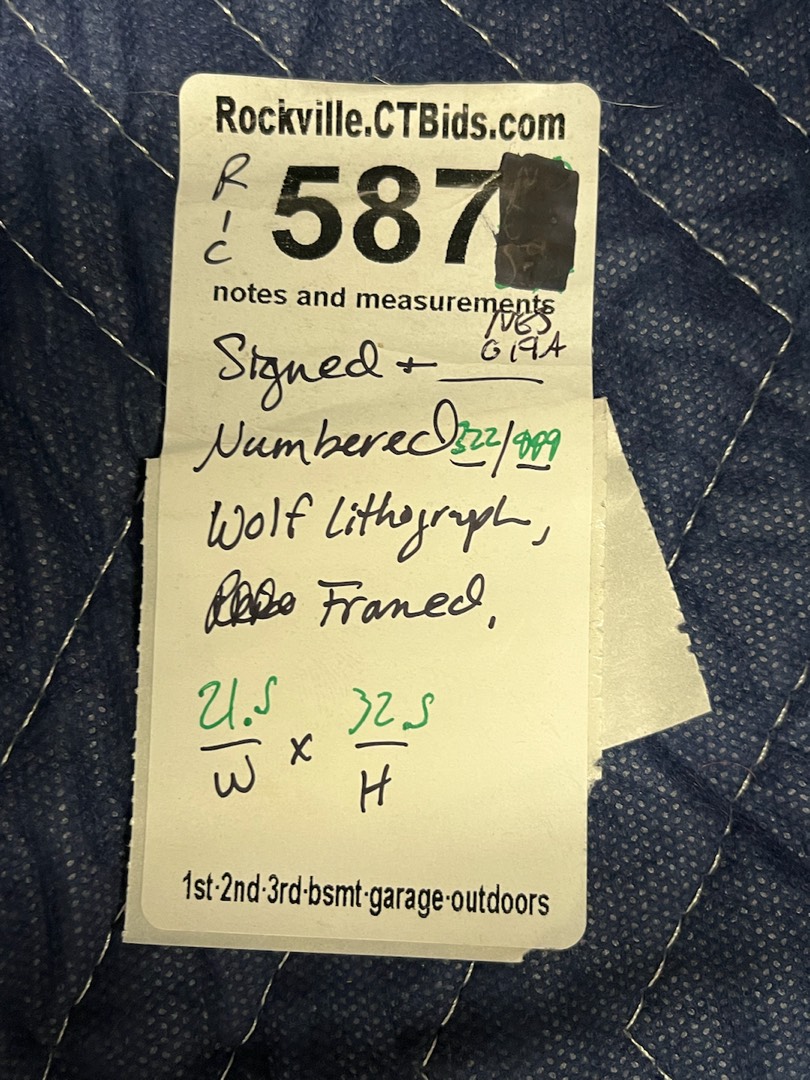 Rockville.CTBids.com
R
I
C
587
notes and measurements
Signed +
Numbered 322/999
Wolf Lithograph,
Framed.
21.5 x 32.5
W H
1st·2nd·3rd·bsmt·garage·outdoors